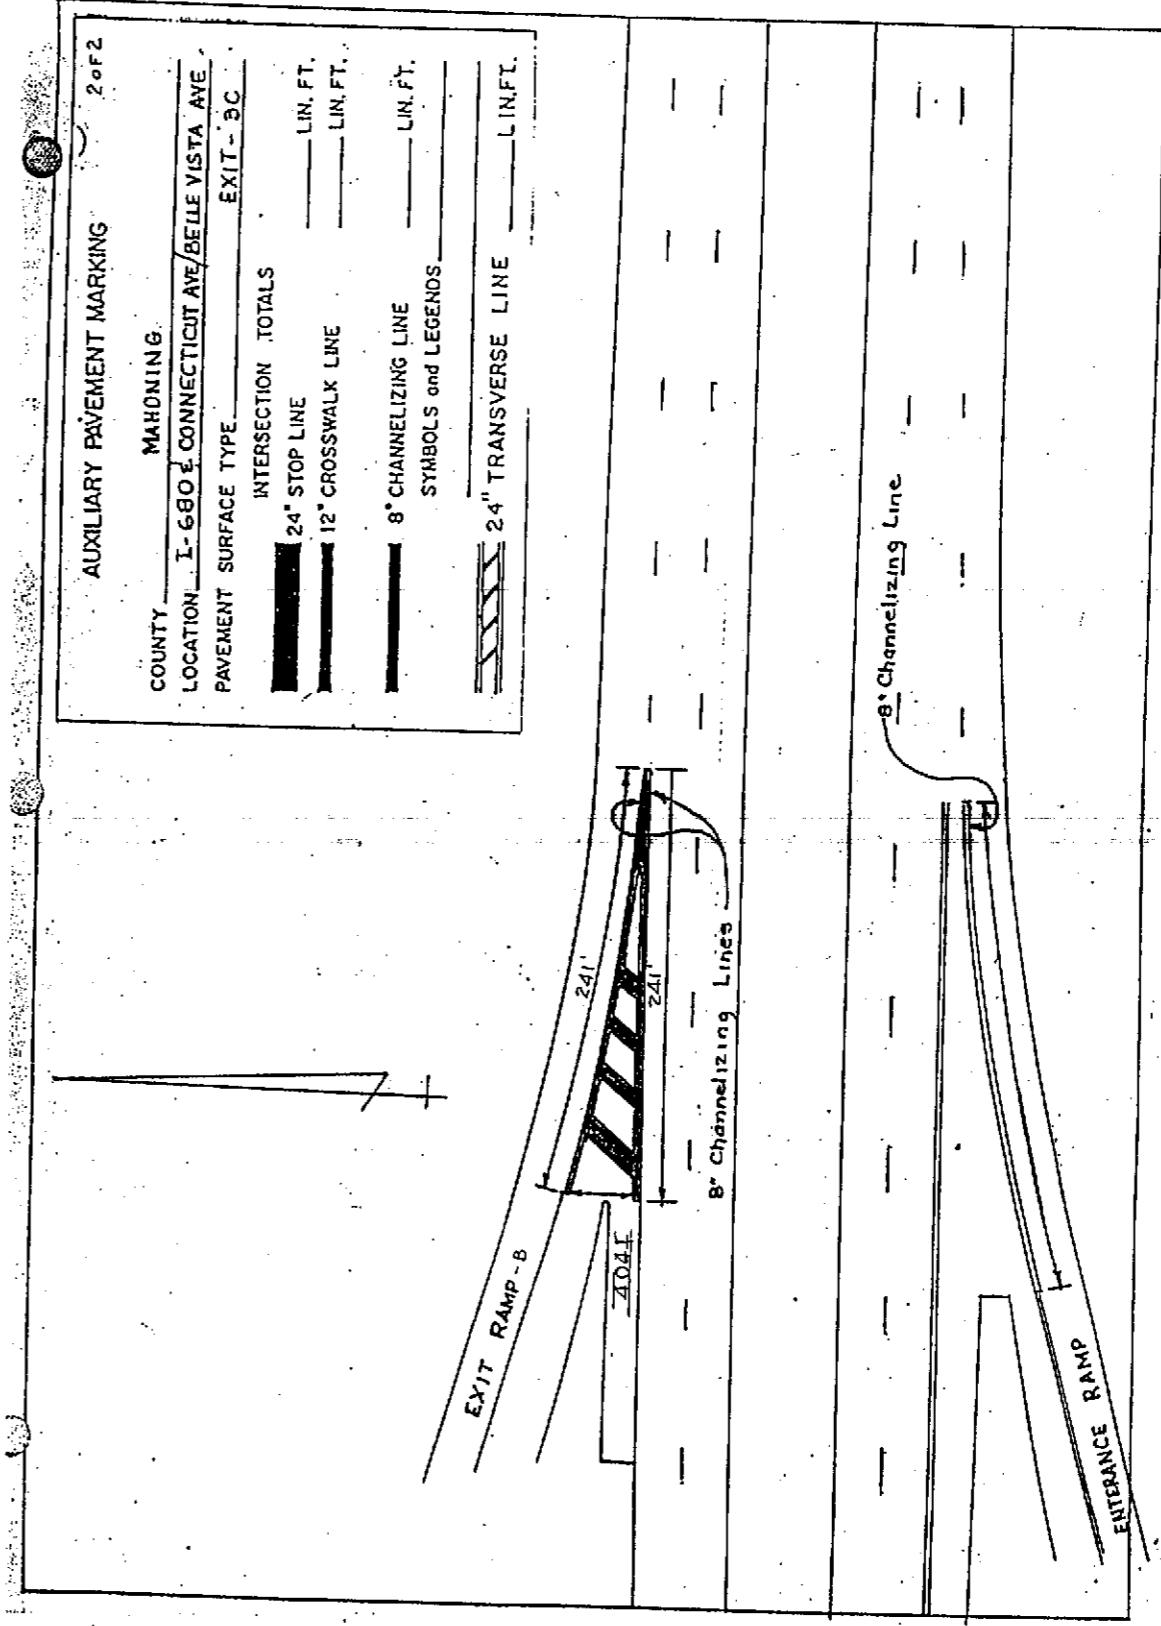 AUXILIARY PAVEMENT MARKING 2 OF 2
COUNTY MAHONING
LOCATION I-680 & CONNECTICUT AVE/BELLE VISTA AVE.
PAVEMENT SURFACE TYPE EXIT-3C
INTERSECTION TOTALS
24" STOP LINE LIN. FT.
12" CROSSWALK LINE LIN. FT.
8" CHANNELIZING LINE LIN. FT.
SYMBOLS and LEGENDS
24" TRANSVERSE LINE LIN. FT.
EXIT RAMP-B
241'
241'
8" Channelizing Lines
8" Channelizing Line
ENTERANCE RAMP